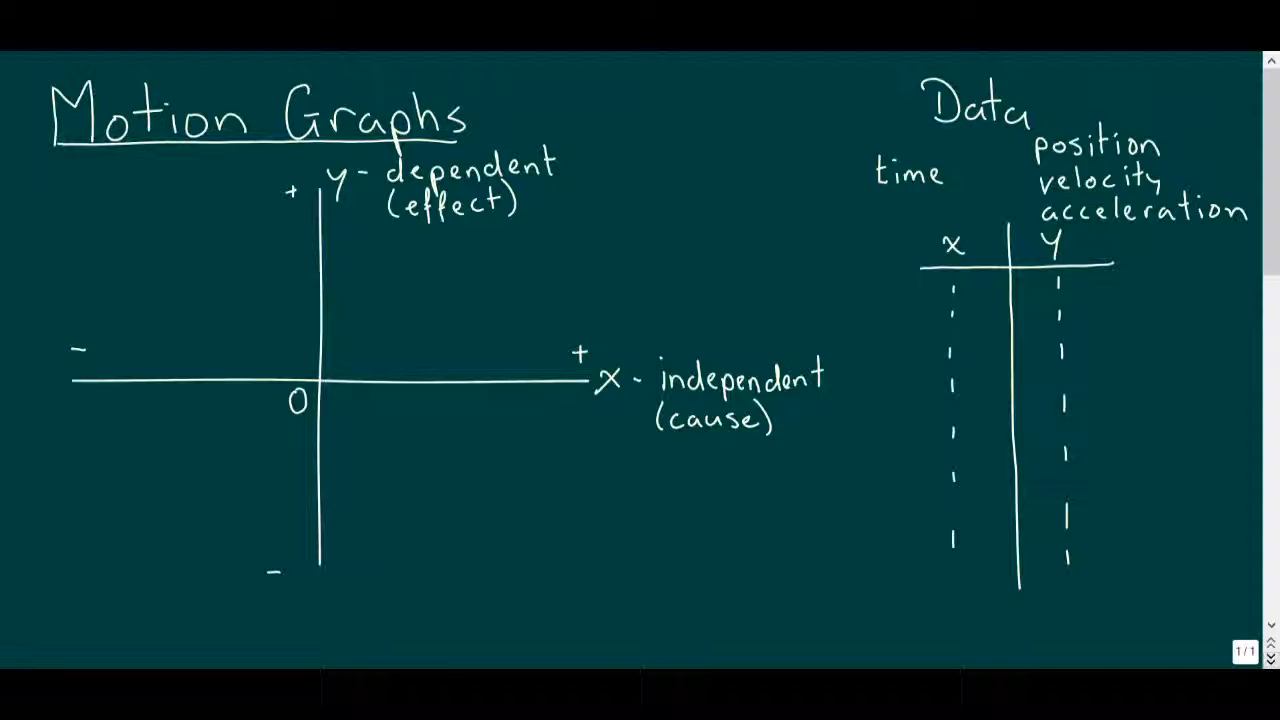 Motion Graphs
+
y - dependent
(effect)
-
+
x - independent
(cause)
0
-
Data
time
position
velocity
acceleration
x
y
1/1